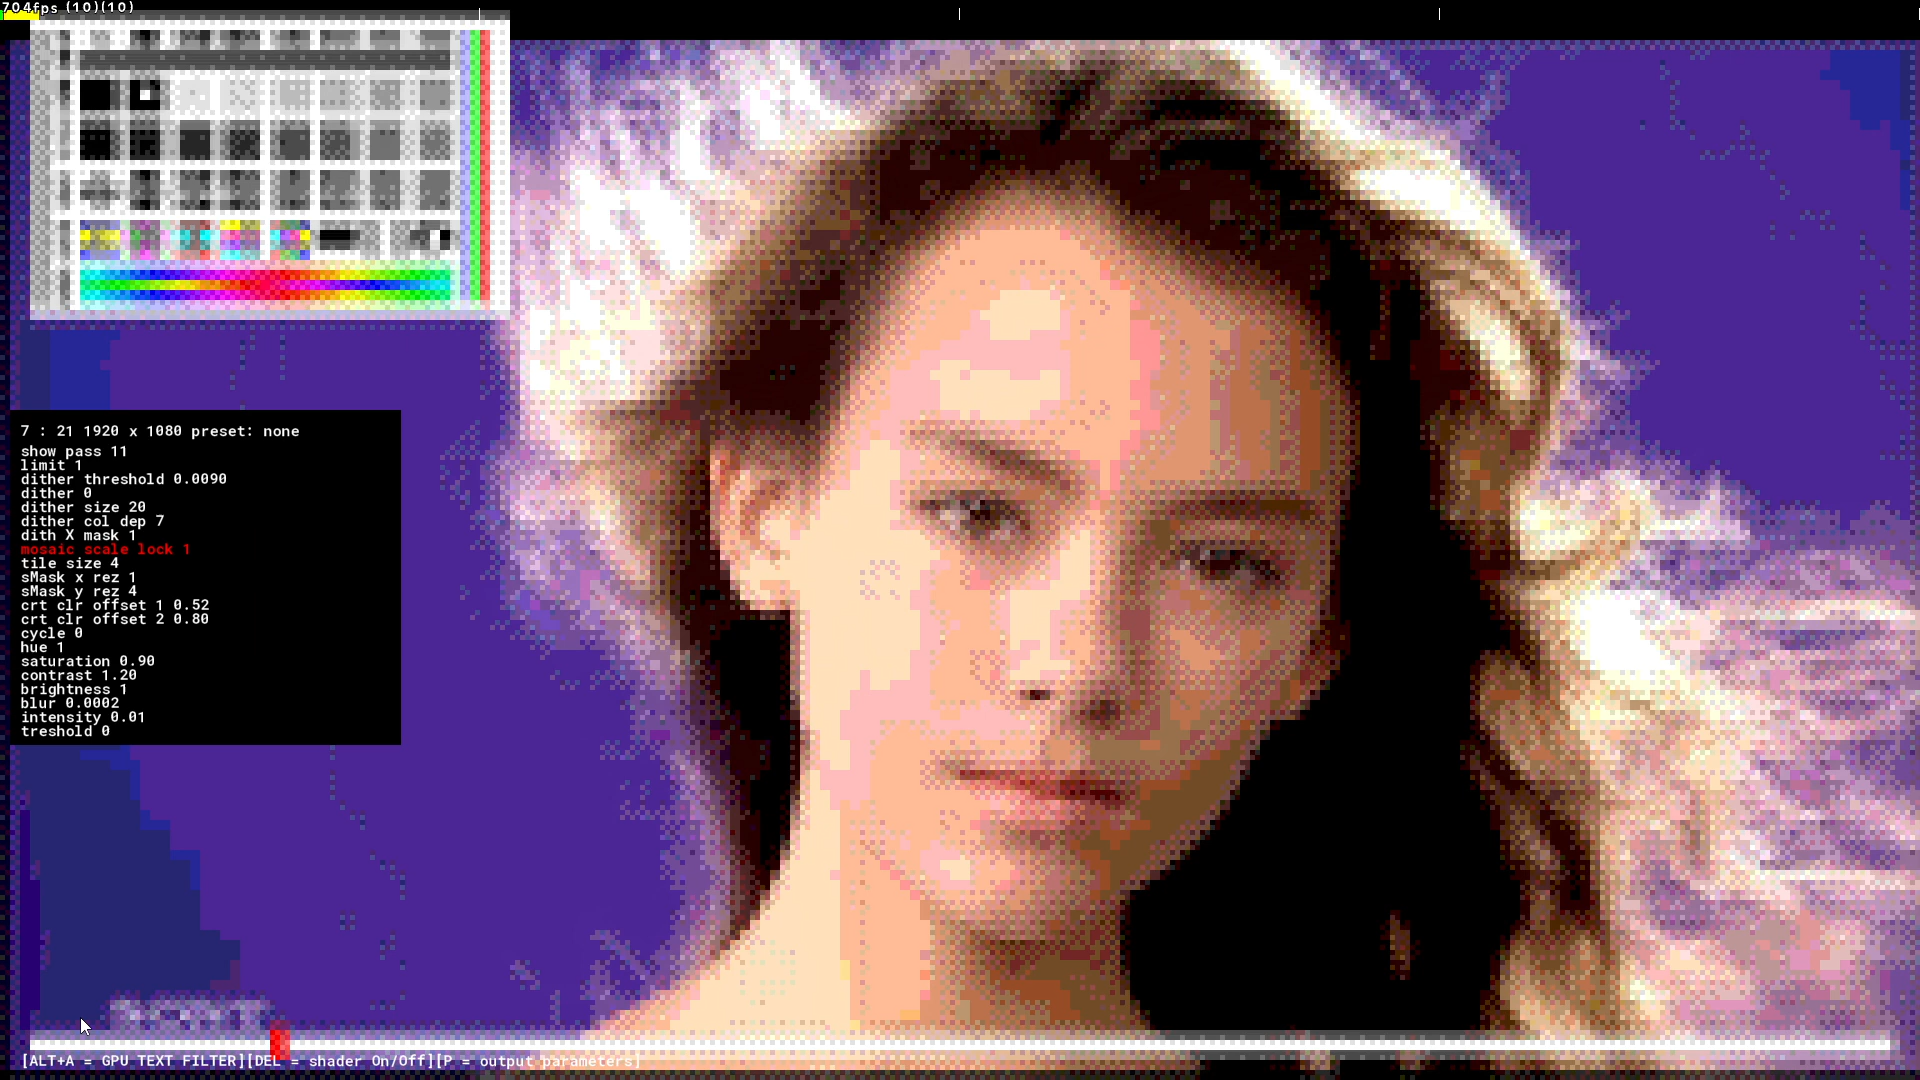 704fps (10)(10)
7 : 21 1920 x 1080 preset: none
show pass 11
limit 1
dither threshold 0.0090
dither 0
dither size 20
dither col dep 7
dith X mask 1
mosaic scale lock 1
tile size 4
sMask x rez 1
sMask y rez 4
crt clr offset 1 0.52
crt clr offset 2 0.80
cycle 0
hue 1
saturation 0.90
contrast 1.20
brightness 1
blur 0.0002
intensity 0.01
treshold 0
[ALT+A = GPU TEXT FILTER][DEL = shader On/Off][P = output parameters]